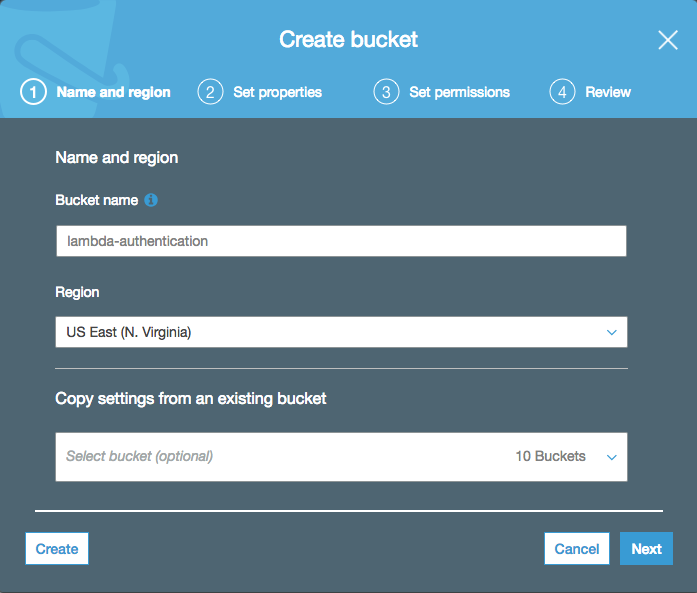 Create bucket
1 Name and region 2 Set properties 3 Set permissions 4 Review
Name and region
Bucket name i
lambda-authentication
Region
US East (N. Virginia)
Copy settings from an existing bucket
Select bucket (optional) 10 Buckets
Create Cancel Next